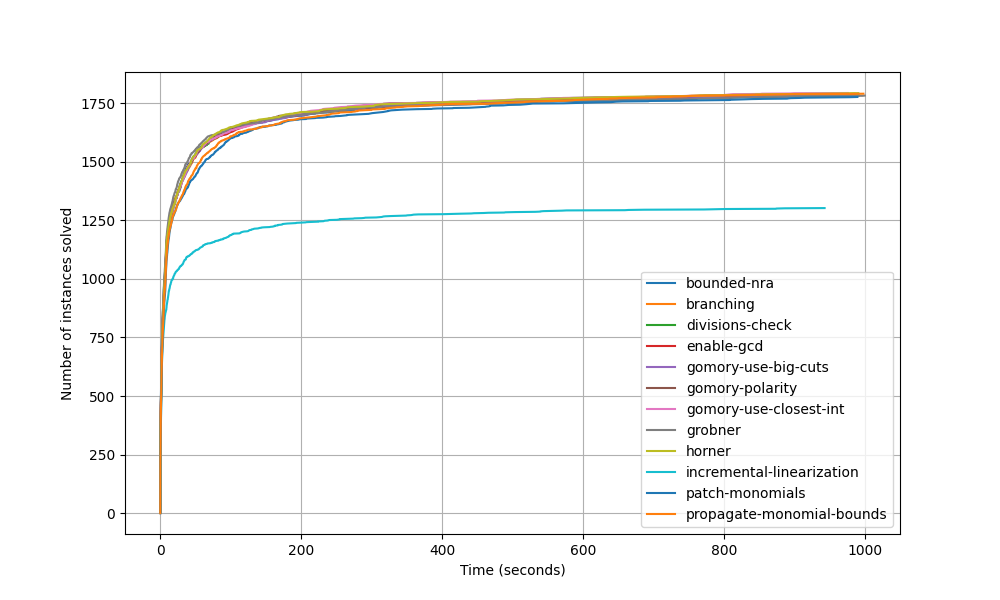 Number of instances solved
1750
1500
1250
1000
750
500
250
0
bounded-nra
branching
divisions-check
enable-gcd
gomory-use-big-cuts
gomory-polarity
gomory-use-closest-int
grobner
horner
incremental-linearization
patch-monomials
propagate-monomial-bounds
0 200 400 600 800 1000
Time (seconds)